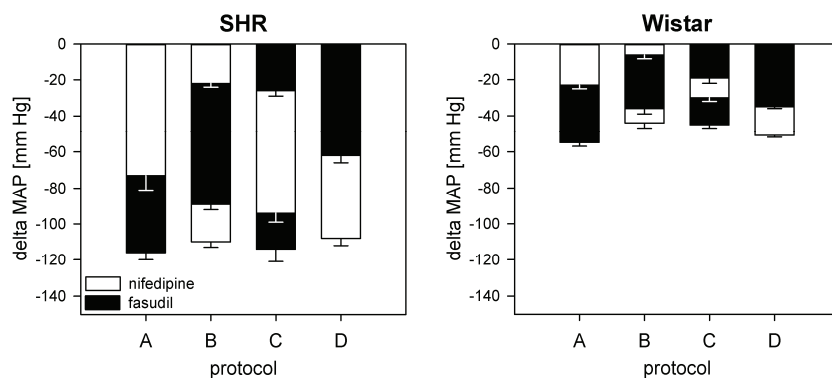 SHR
0
-20
-40
-60
-80
-100
-120
-140
delta MAP [mm Hg]
nifedipine
fasudil
A B C D
protocol
Wistar
0
-20
-40
-60
-80
-100
-120
-140
delta MAP [mm Hg]
A B C D
protocol